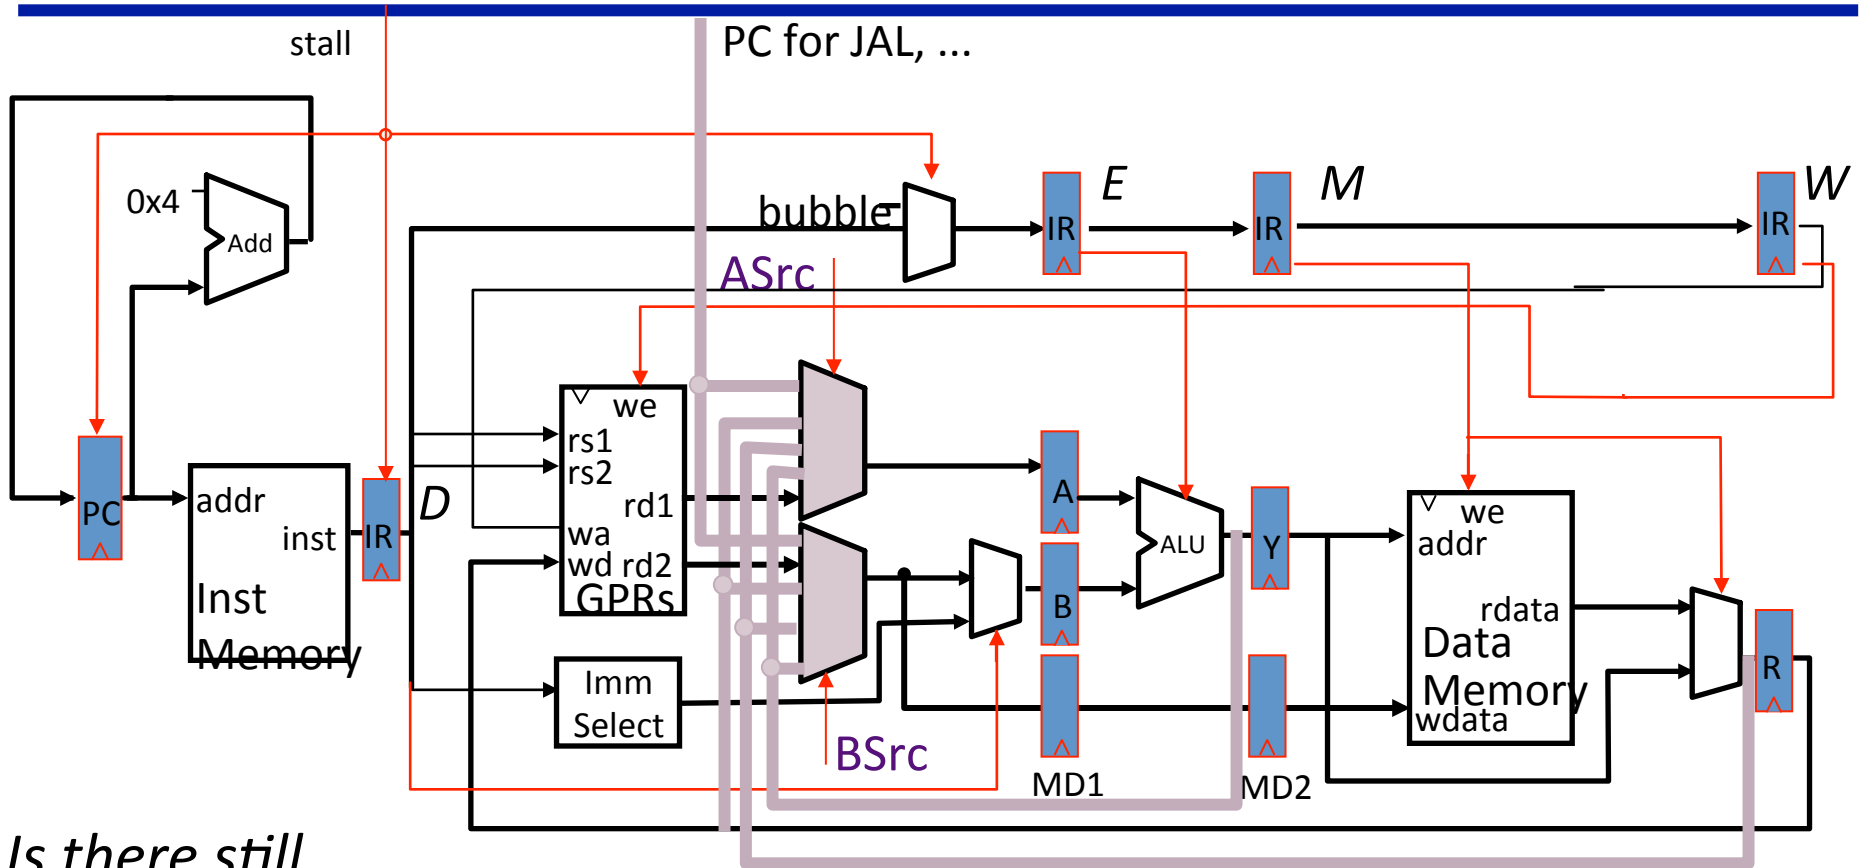 stall
PC for JAL, ...
0x4
Add
bubble
IR
E
IR
M
IR
W
ASrc
we
rs1
rs2
rd1
wa
wd rd2
GPRs
PC
addr
inst
Inst
Memory
IR
D
A
B
ALU
Y
we
addr
rdata
Data
Memory
wdata
R
Imm
Select
BSrc
MD1
MD2
Is there still